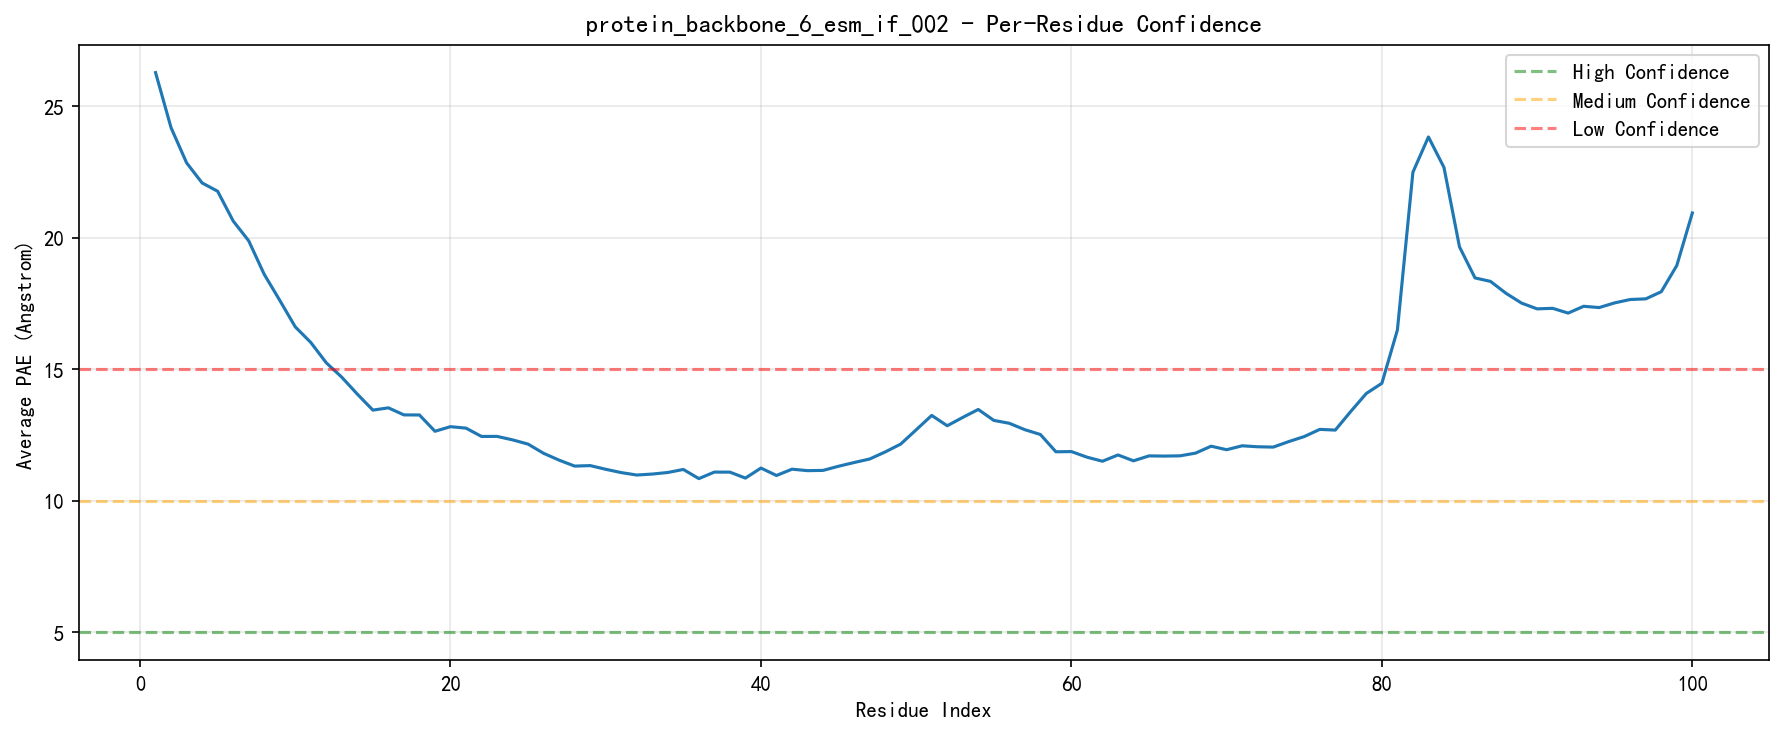 protein_backbone_6_esm_if_002 - Per-Residue Confidence
High Confidence
Medium Confidence
Low Confidence
Average PAE (Angstrom)
25
20
15
10
5
0 20 40 60 80 100
Residue Index